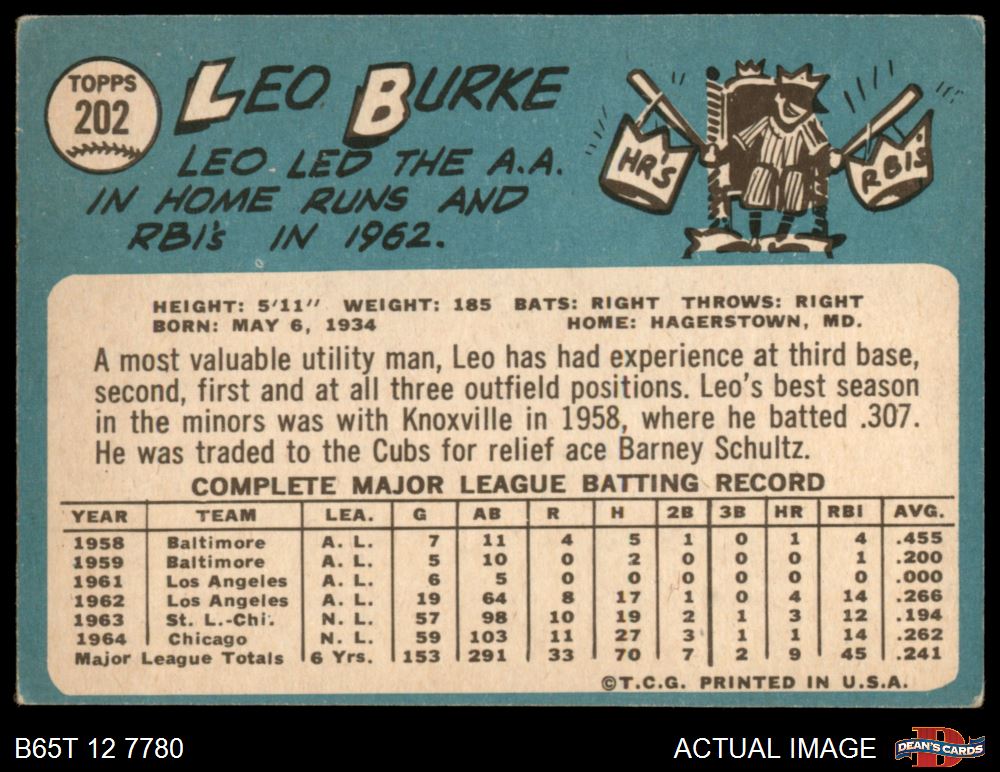 TOPPS
202
LEO BURKE
LEO LED THE A.A.
IN HOME RUNS AND
RBI's IN 1962.
HR'S
RBI'S
HEIGHT: 5'11" WEIGHT: 185 BATS: RIGHT THROWS: RIGHT
BORN: MAY 6, 1934 HOME: HAGERSTOWN, MD.
A most valuable utility man, Leo has had experience at third base,
second, first and at all three outfield positions. Leo's best season
in the minors was with Knoxville in 1958, where he batted .307.
He was traded to the Cubs for relief ace Barney Schultz.
COMPLETE MAJOR LEAGUE BATTING RECORD
YEAR TEAM LEA. G AB R H 2B 3B HR RBI AVG.
1958 Baltimore A. L. 7 11 4 5 1 0 1 4 .455
1959 Baltimore A. L. 5 10 0 2 0 0 0 1 .200
1961 Los Angeles A. L. 6 5 0 0 0 0 0 0 .000
1962 Los Angeles A. L. 19 64 8 17 1 0 4 14 .266
1963 St. L.-Chi. N. L. 57 98 10 19 2 1 3 12 .194
1964 Chicago N. L. 59 103 11 27 3 1 1 14 .262
Major League Totals 6 Yrs. 153 291 33 70 7 2 9 45 .241
©T.C.G. PRINTED IN U.S.A.
B65T 12 7780
ACTUAL IMAGE
D
DEAN'S CARDS